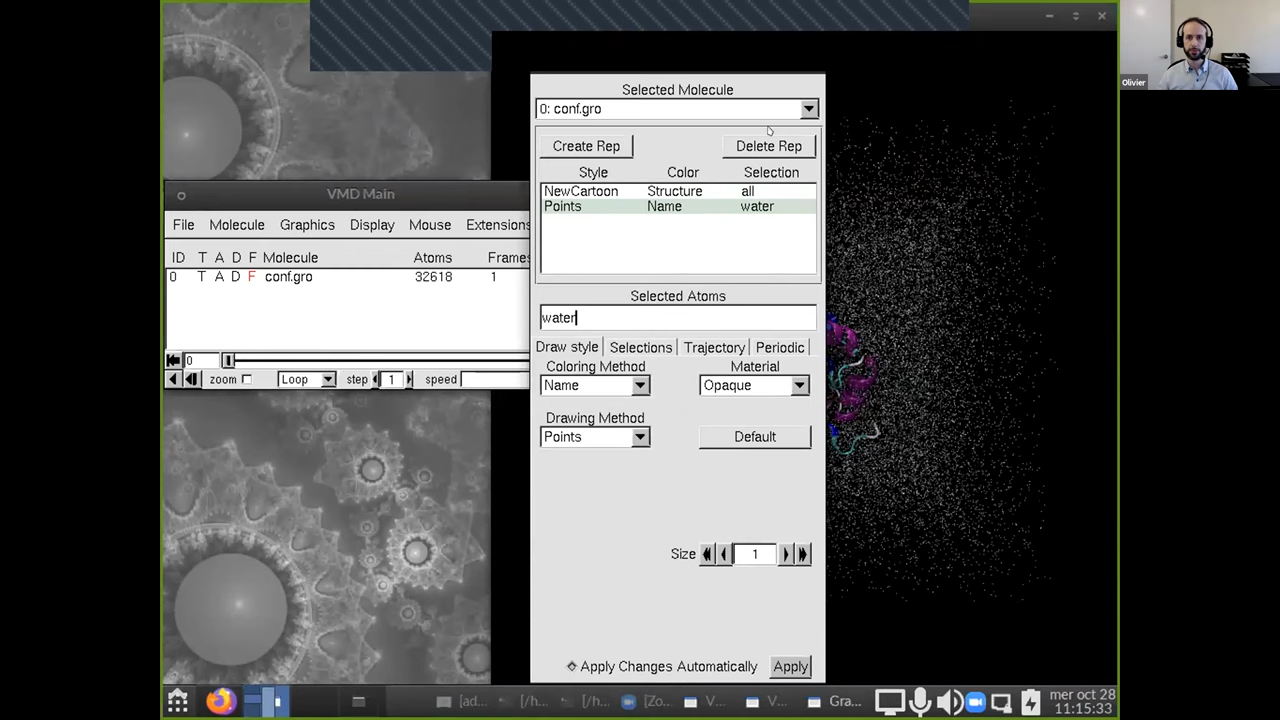 Olivier
Selected Molecule
0: conf.gro
Create Rep
Delete Rep
Style Color Selection
NewCartoon Structure all
Points Name water
VMD Main
File Molecule Graphics Display Mouse Extensions
ID T A D F Molecule Atoms Frames
0 T A D F conf.gro 32618 1
0
zoom Loop step 1 speed
Selected Atoms
water
Draw style Selections Trajectory Periodic
Coloring Method Material
Name Opaque
Drawing Method
Points Default
Size 1
Apply Changes Automatically Apply
[ad... [/h... [/h... [Zo... V... V... Gra...
mer oct 28
11:15:33